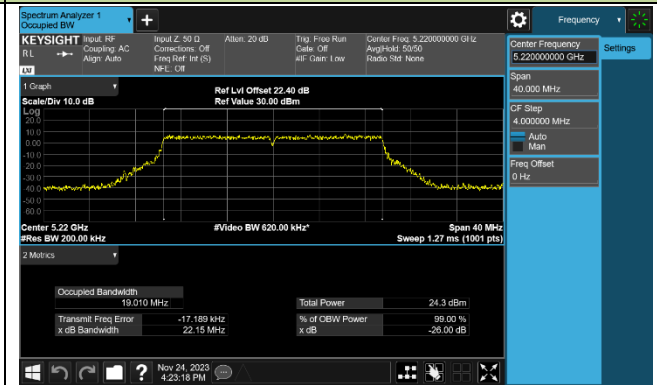 Spectrum Analyzer 1
Occupied BW
Frequency
KEYSIGHT
RL
LXI
Input: RF
Coupling: AC
Align: Auto
Input Z: 50 Ω
Corrections: Off
Freq Ref: Int (S)
NFE: Off
Atten: 20 dB
Trig: Free Run
Gate: Off
#IF Gain: Low
Center Freq: 5.220000000 GHz
Avg|Hold: 50/50
Radio Std: None
Center Frequency
5.220000000 GHz
Settings
Span
40.000 MHz
CF Step
4.000000 MHz
Auto
Man
Freq Offset
0 Hz
1 Graph
Scale/Div 10.0 dB
Ref Lvl Offset 22.40 dB
Ref Value 30.00 dBm
Log
20.0
10.0
0.00
-10.0
-20.0
-30.0
-40.0
-50.0
-60.0
Center 5.22 GHz
#Res BW 200.00 kHz
#Video BW 620.00 kHz*
Span 40 MHz
Sweep 1.27 ms (1001 pts)
2 Metrics
Occupied Bandwidth
19.010 MHz
Total Power 24.3 dBm
Transmit Freq Error -17.189 kHz
% of OBW Power 99.00 %
x dB Bandwidth 22.15 MHz
x dB -26.00 dB
?
Nov 24, 2023
4:23:18 PM